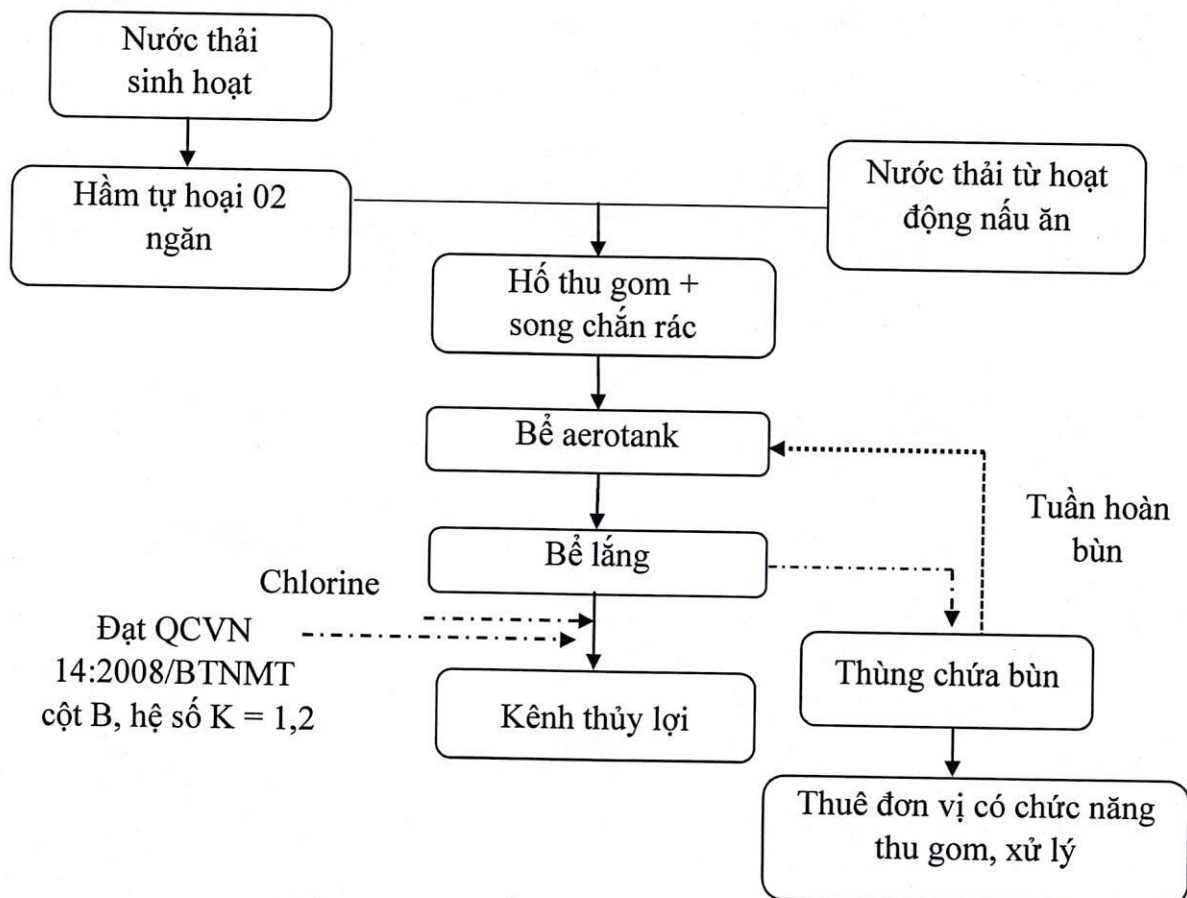 Nước thải
sinh hoạt
Hầm tự hoại 02
ngăn
Nước thải từ hoạt
động nấu ăn
Hố thu gom +
song chắn rác
Bể aerotank
Tuần hoàn
bùn
Bể lắng
Chlorine
Đạt QCVN
14:2008/BTNMT
cột B, hệ số K = 1,2
Thùng chứa bùn
Kênh thủy lợi
Thuê đơn vị có chức năng
thu gom, xử lý